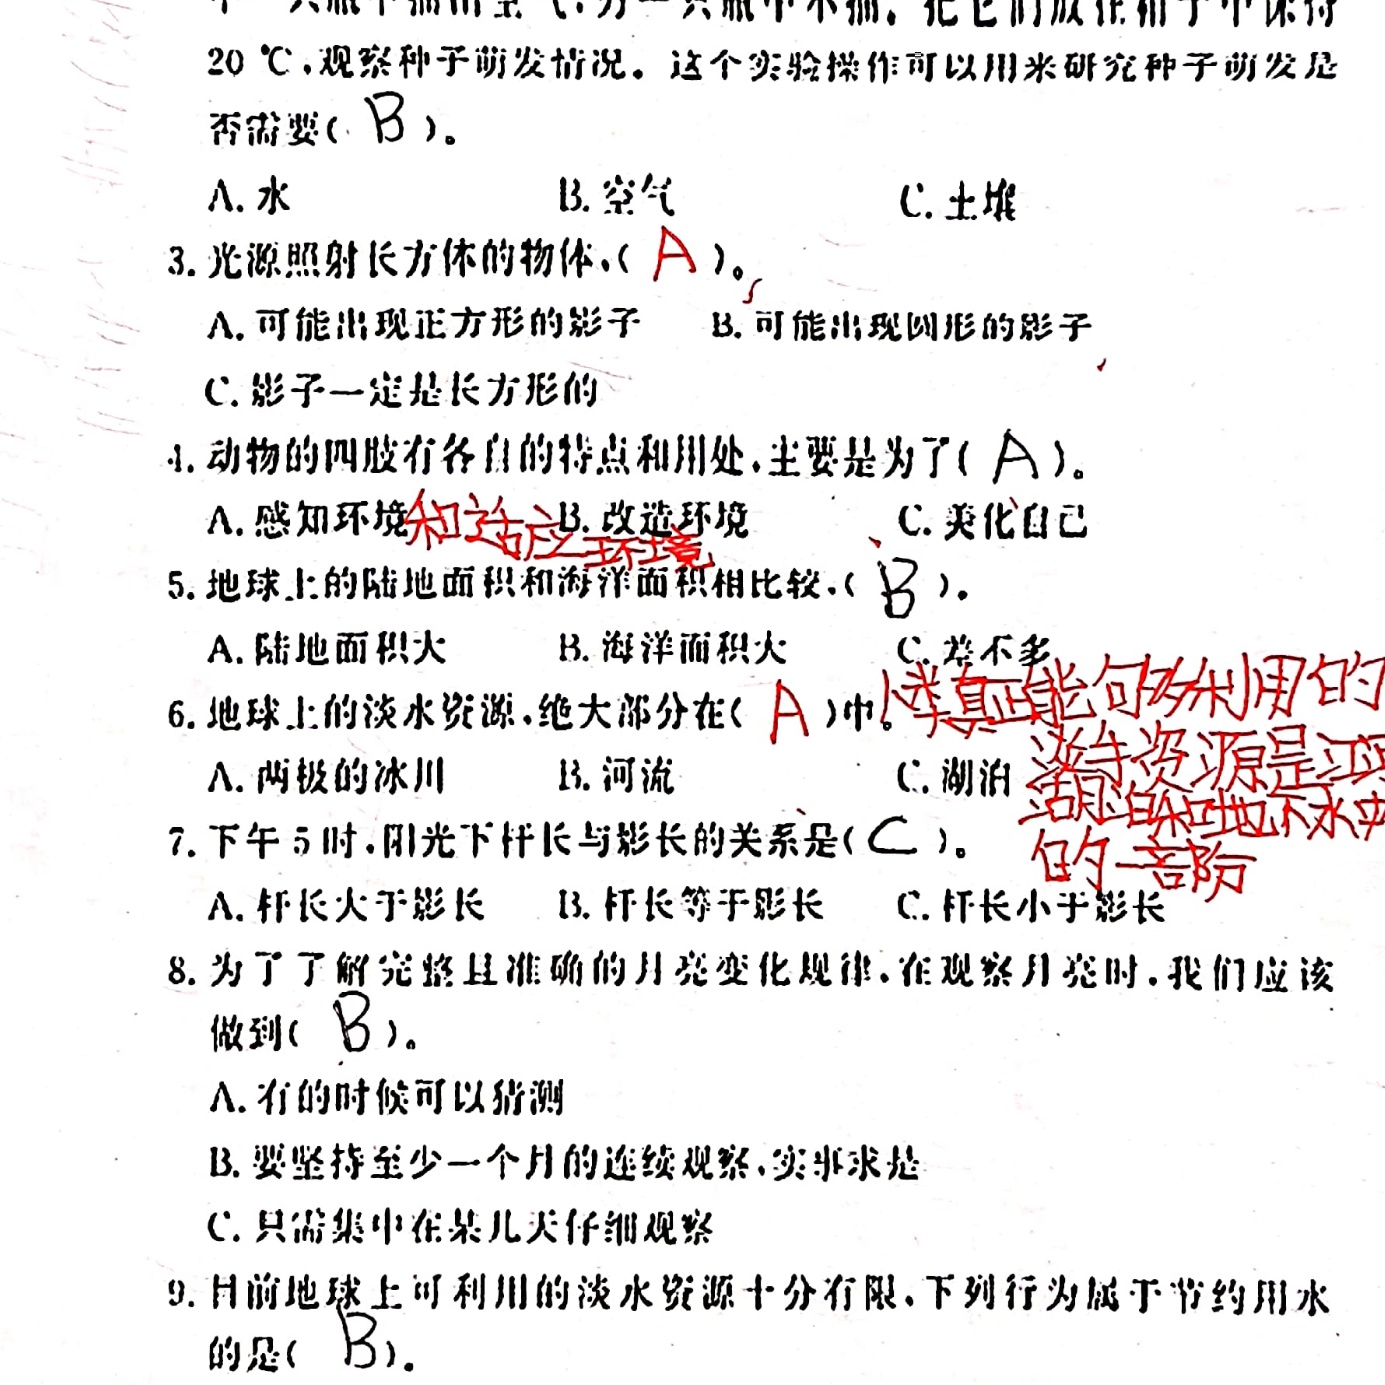 20 ℃,观察种子萌发情况。这个实验操作可以用来研究种子萌发是
否需要( B )。
A. 水 B. 空气 C. 土壤
3. 光源照射长方体的物体,( A )。
A. 可能出现正方形的影子 B. 可能出现圆形的影子
C. 影子一定是长方形的
4. 动物的四肢有各自的特点和用处,主要是为了( A )。
A. 感知环境和适应环境 B. 改造环境 C. 美化自己
5. 地球上的陆地面积和海洋面积相比较,( B )。
A. 陆地面积大 B. 海洋面积大 C. 差不多
6. 地球上的淡水资源,绝大部分在( A )中。人类真正能句多利用的
淡水资源是江河
A. 两极的冰川 B. 河流 C. 湖泊
湖泊和地下水中
7. 下午 5 时,阳光下杆长与影长的关系是( C )。
的一部份
A. 杆长大于影长 B. 杆长等于影长 C. 杆长小于影长
8. 为了了解完整且准确的月亮变化规律,在观察月亮时,我们应该
做到( B )。
A. 有的时候可以猜测
B. 要坚持至少一个月的连续观察,实事求是
C. 只需集中在某几天仔细观察
9. 目前地球上可利用的淡水资源十分有限,下列行为属于节约用水
的是( B )。